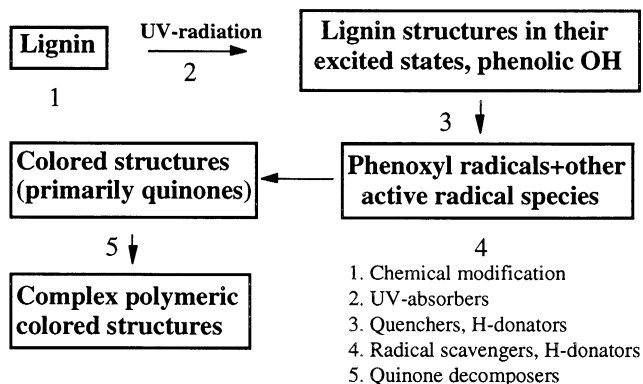 Lignin
UV-radiation
2
1
Lignin structures in their
excited states, phenolic OH
3
Colored structures
(primarily quinones)
Phenoxyl radicals+other
active radical species
5
4
Complex polymeric
colored structures
1. Chemical modification
2. UV-absorbers
3. Quenchers, H-donators
4. Radical scavengers, H-donators
5. Quinone decomposers